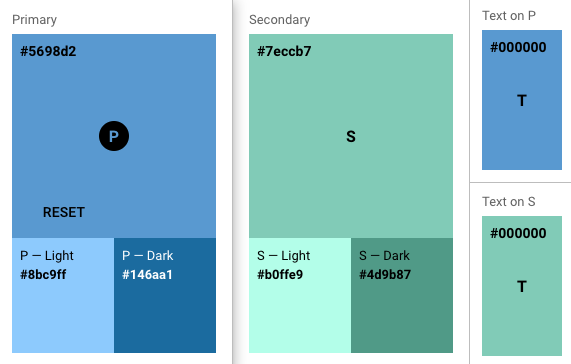 Primary
#5698d2
P
RESET
P — Light
#8bc9ff
P — Dark
#146aa1
Secondary
#7eccb7
S
S — Light
#b0ffe9
S — Dark
#4d9b87
Text on P
#000000
T
Text on S
#000000
T